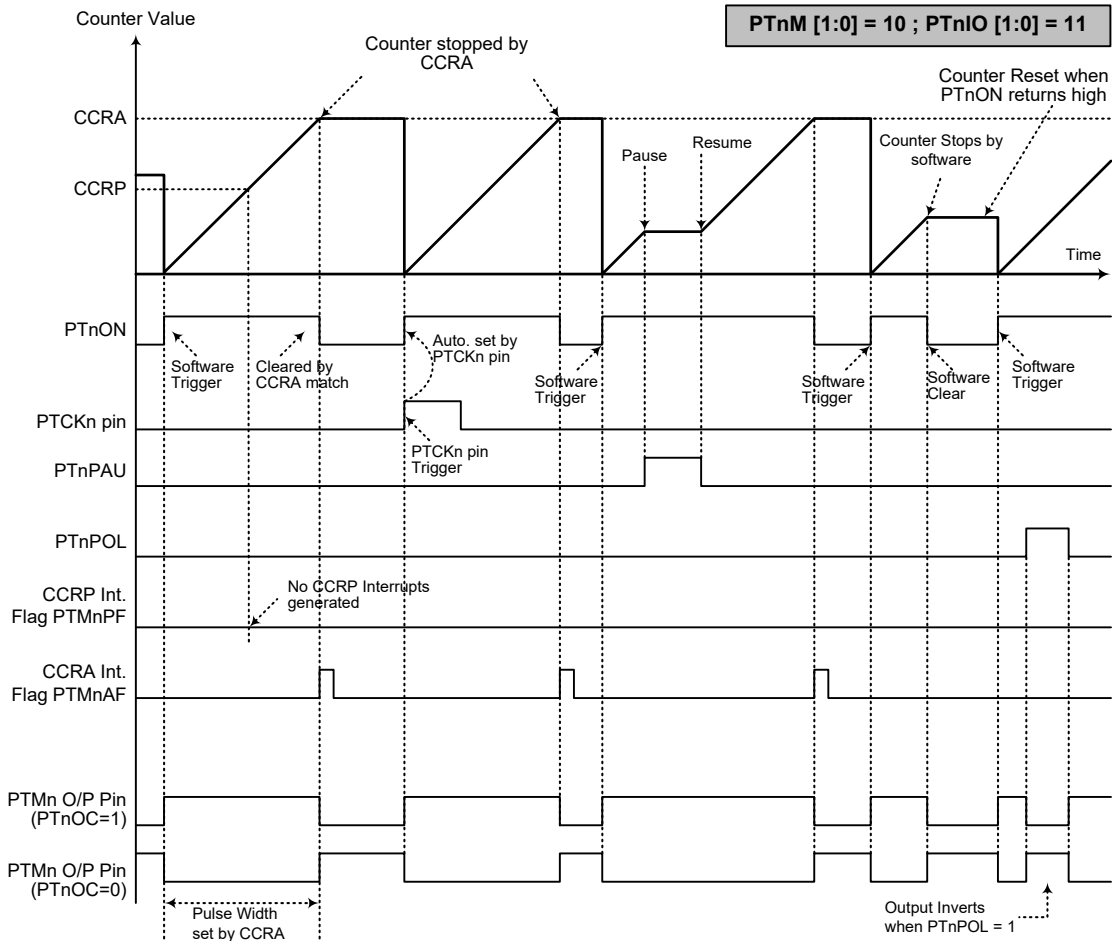 Counter Value
PTnM [1:0] = 10 ; PTnIO [1:0] = 11
Counter stopped by
CCRA
Counter Reset when
PTnON returns high
CCRA
Pause
Resume
Counter Stops by
software
CCRP
Time
PTnON
Software
Trigger
Cleared by
CCRA match
Auto. set by
PTCKn pin
Software
Trigger
Software
Trigger
Software
Clear
Software
Trigger
PTCKn pin
PTCKn pin
Trigger
PTnPAU
PTnPOL
CCRP Int.
Flag PTMnPF
No CCRP Interrupts
generated
CCRA Int.
Flag PTMnAF
PTMn O/P Pin
(PTnOC=1)
PTMn O/P Pin
(PTnOC=0)
Pulse Width
set by CCRA
Output Inverts
when PTnPOL = 1